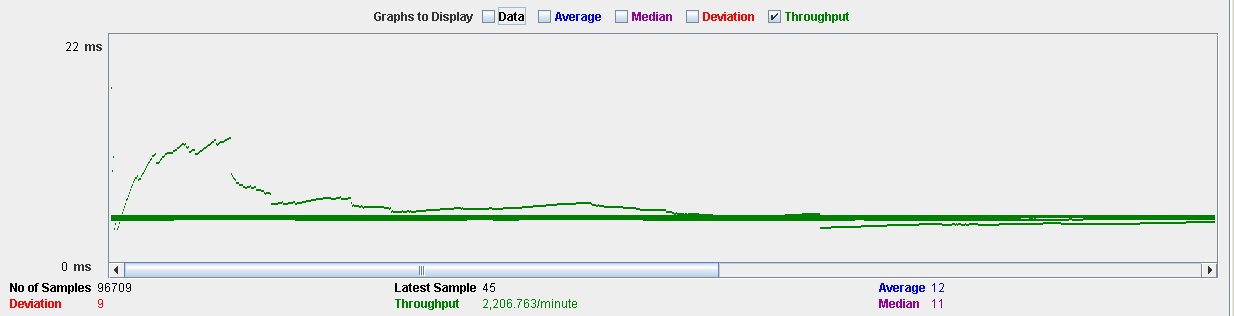 Graphs to Display Data Average Median Deviation Throughput
22 ms
0 ms
No of Samples 96709 Latest Sample 45 Average 12
Deviation 9 Throughput 2,206.763/minute Median 11